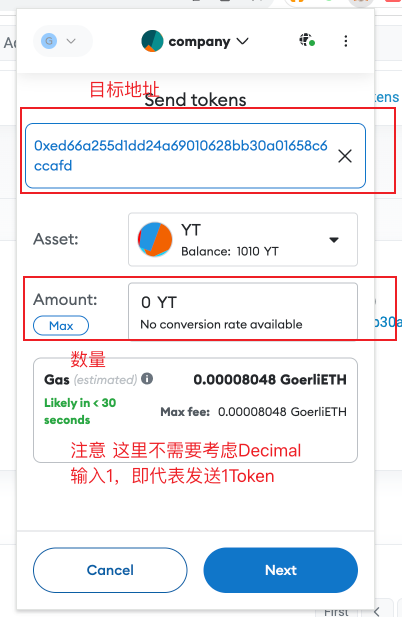 Ad
G
company
目标地址
Send tokens
ens
0xed66a255d1dd24a69010628bb30a01658c6
ccafd
Asset:
YT
Balance: 1010 YT
Amount:
Max
0 YT
No conversion rate available
b30a
数量
Gas (estimated)
0.00008048 GoerliETH
Likely in < 30
seconds
Max fee: 0.00008048 GoerliETH
注意 这里不需要考虑Decimal
输入1，即代表发送1Token
Cancel
Next
First